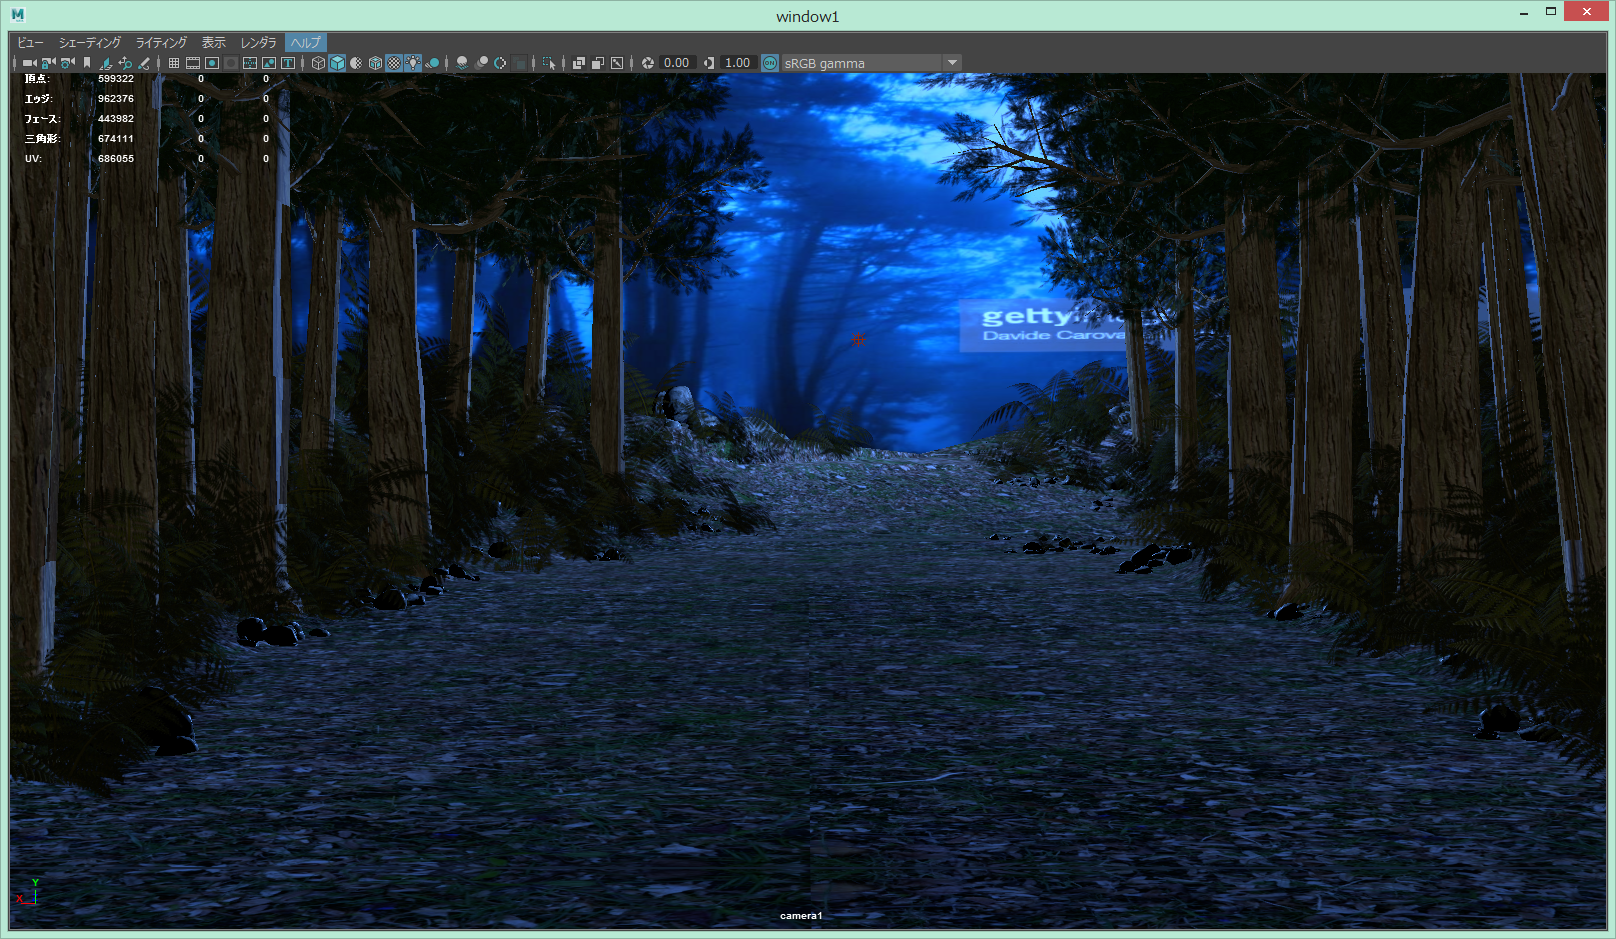 window1
ビュー シェーディング ライティング 表示 レンダラ ヘルプ
0.00 1.00 ON sRGB gamma
頂点: 599322 0 0
エッジ: 962376 0 0
フェース: 443982 0 0
三角形: 674111 0 0
UV: 686055 0 0
getty
Davide Carova
Y
X
camera1